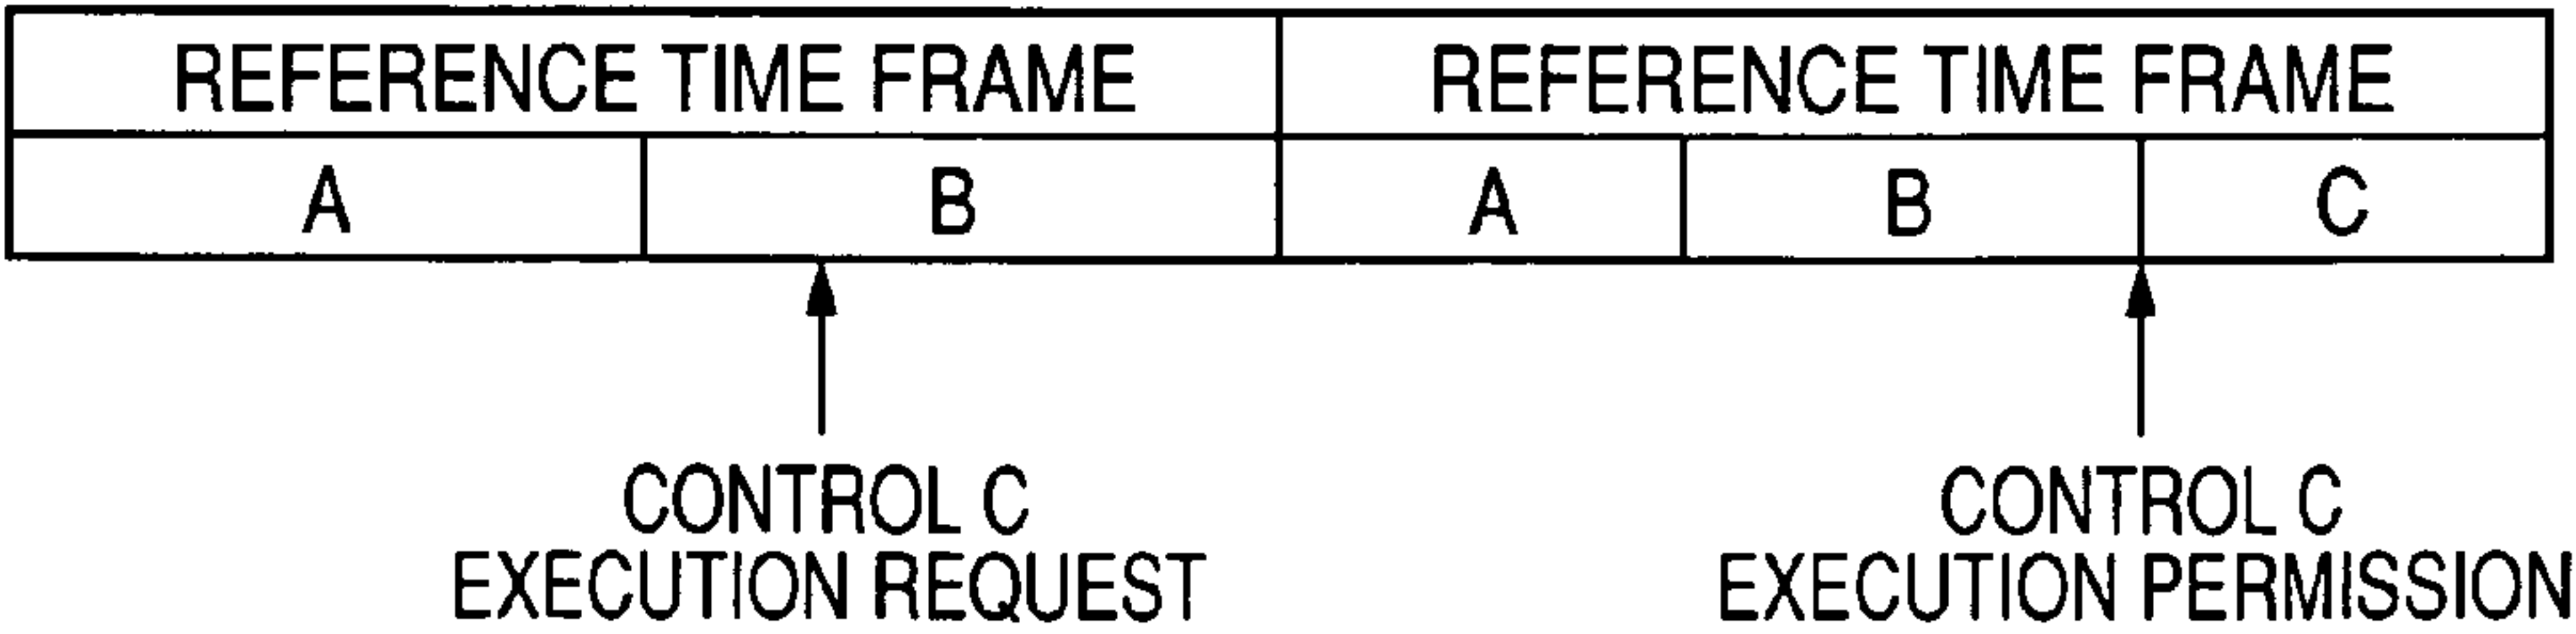 REFERENCE TIME FRAME REFERENCE TIME FRAME
A B A B C
CONTROL C
EXECUTION REQUEST
CONTROL C
EXECUTION PERMISSION